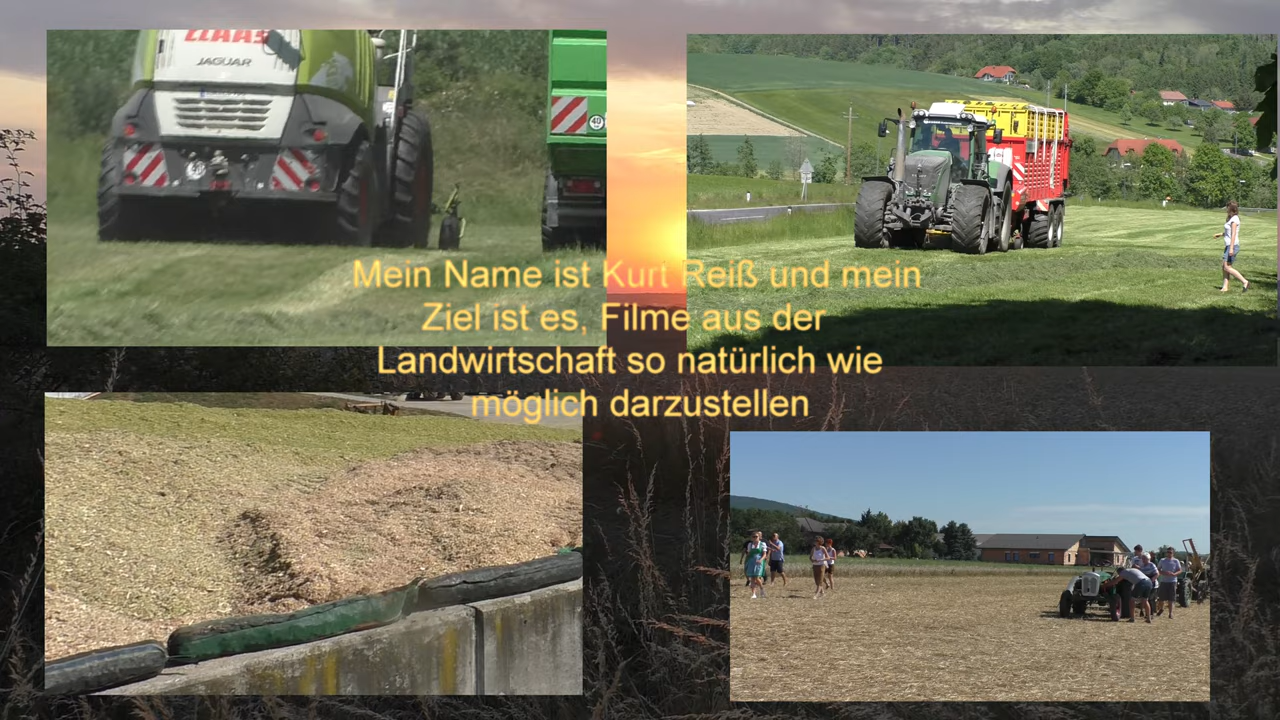 CLAAS
JAGUAR
40
Mein Name ist Kurt Reiß und mein
Ziel ist es, Filme aus der
Landwirtschaft so natürlich wie
möglich darzustellen